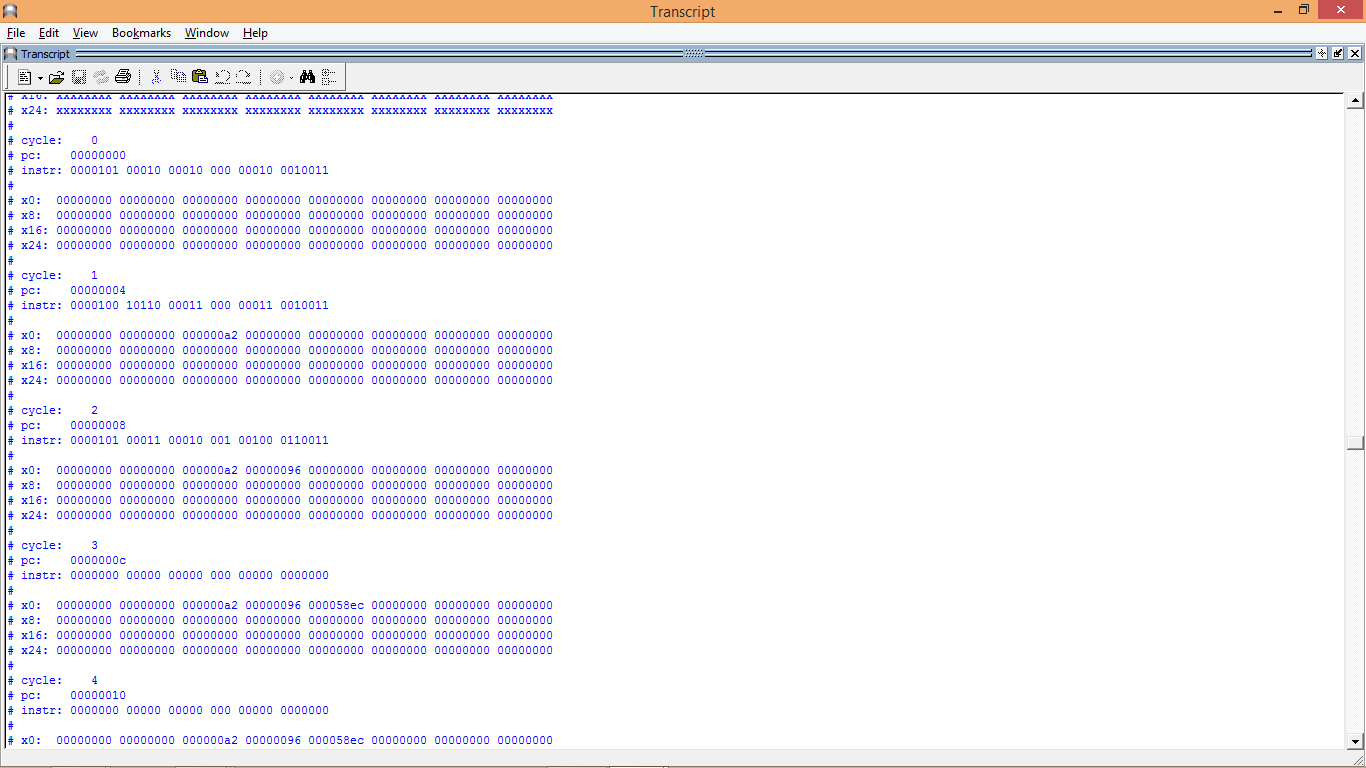 Transcript
File Edit View Bookmarks Window Help
Transcript
# x16: xxxxxxxx xxxxxxxx xxxxxxxx xxxxxxxx xxxxxxxx xxxxxxxx xxxxxxxx xxxxxxxx
# x24: xxxxxxxx xxxxxxxx xxxxxxxx xxxxxxxx xxxxxxxx xxxxxxxx xxxxxxxx xxxxxxxx
#
# cycle: 0
# pc: 00000000
# instr: 0000101 00010 00010 000 00010 0010011
#
# x0: 00000000 00000000 00000000 00000000 00000000 00000000 00000000 00000000
# x8: 00000000 00000000 00000000 00000000 00000000 00000000 00000000 00000000
# x16: 00000000 00000000 00000000 00000000 00000000 00000000 00000000 00000000
# x24: 00000000 00000000 00000000 00000000 00000000 00000000 00000000 00000000
#
# cycle: 1
# pc: 00000004
# instr: 0000100 10110 00011 000 00011 0010011
#
# x0: 00000000 00000000 000000a2 00000000 00000000 00000000 00000000 00000000
# x8: 00000000 00000000 00000000 00000000 00000000 00000000 00000000 00000000
# x16: 00000000 00000000 00000000 00000000 00000000 00000000 00000000 00000000
# x24: 00000000 00000000 00000000 00000000 00000000 00000000 00000000 00000000
#
# cycle: 2
# pc: 00000008
# instr: 0000101 00011 00010 001 00100 0110011
#
# x0: 00000000 00000000 000000a2 00000096 00000000 00000000 00000000 00000000
# x8: 00000000 00000000 00000000 00000000 00000000 00000000 00000000 00000000
# x16: 00000000 00000000 00000000 00000000 00000000 00000000 00000000 00000000
# x24: 00000000 00000000 00000000 00000000 00000000 00000000 00000000 00000000
#
# cycle: 3
# pc: 0000000c
# instr: 0000000 00000 00000 000 00000 0000000
#
# x0: 00000000 00000000 000000a2 00000096 000058ec 00000000 00000000 00000000
# x8: 00000000 00000000 00000000 00000000 00000000 00000000 00000000 00000000
# x16: 00000000 00000000 00000000 00000000 00000000 00000000 00000000 00000000
# x24: 00000000 00000000 00000000 00000000 00000000 00000000 00000000 00000000
#
# cycle: 4
# pc: 00000010
# instr: 0000000 00000 00000 000 00000 0000000
#
# x0: 00000000 00000000 000000a2 00000096 000058ec 00000000 00000000 00000000